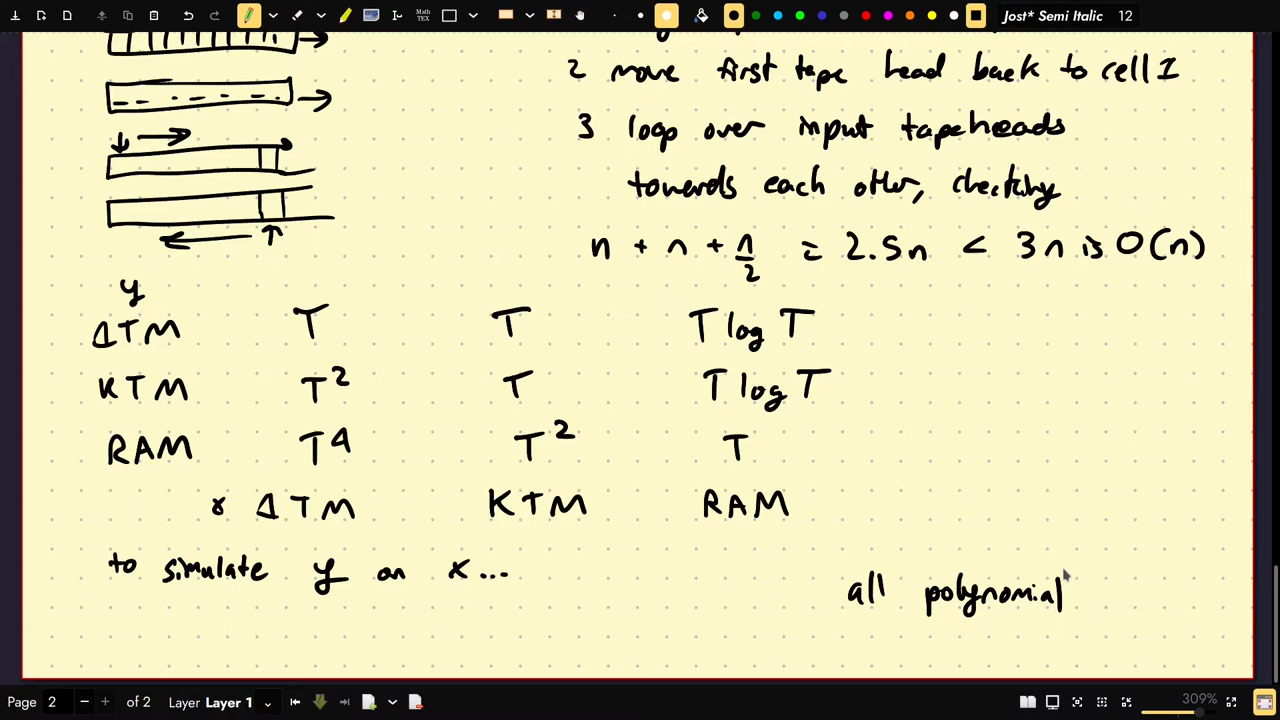 Math
TEX
Jost* Semi Italic 12
2 move first tape head back to cell 1
3 loop over input tapeheads
towards each other, checking
n + n + n/2 = 2.5n < 3n is O(n)
y
1TM T T T log T
KTM T² T T log T
RAM T⁴ T² T
x 1TM KTM RAM
to simulate y on x...
all polynomial
Page 2 of 2 Layer Layer 1 309%